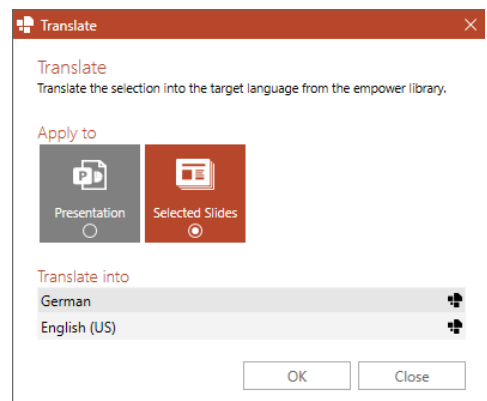 Translate
Translate
Translate the selection into the target language from the empower library.
Apply to
Presentation
Selected Slides
Translate into
German
English (US)
OK
Close